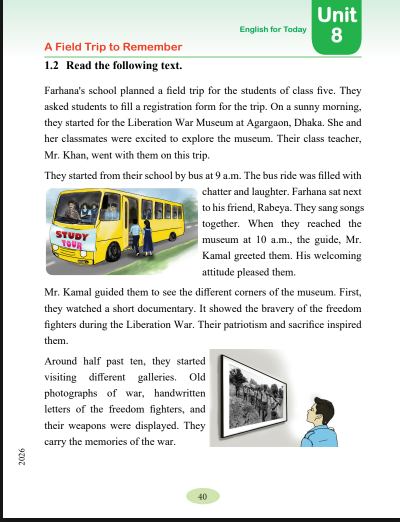 English for Today
Unit
8
A Field Trip to Remember
1.2 Read the following text.
Farhana's school planned a field trip for the students of class five. They
asked students to fill a registration form for the trip. On a sunny morning,
they started for the Liberation War Museum at Agargaon, Dhaka. She and
her classmates were excited to explore the museum. Their class teacher,
Mr. Khan, went with them on this trip.
They started from their school by bus at 9 a.m. The bus ride was filled with
chatter and laughter. Farhana sat next
to his friend, Rabeya. They sang songs
together. When they reached the
museum at 10 a.m., the guide, Mr.
Kamal greeted them. His welcoming
attitude pleased them.
STUDY
TOUR
Mr. Kamal guided them to see the different corners of the museum. First,
they watched a short documentary. It showed the bravery of the freedom
fighters during the Liberation War. Their patriotism and sacrifice inspired
them.
Around half past ten, they started
visiting different galleries. Old
photographs of war, handwritten
letters of the freedom fighters, and
their weapons were displayed. They
carry the memories of the war.
2026
40